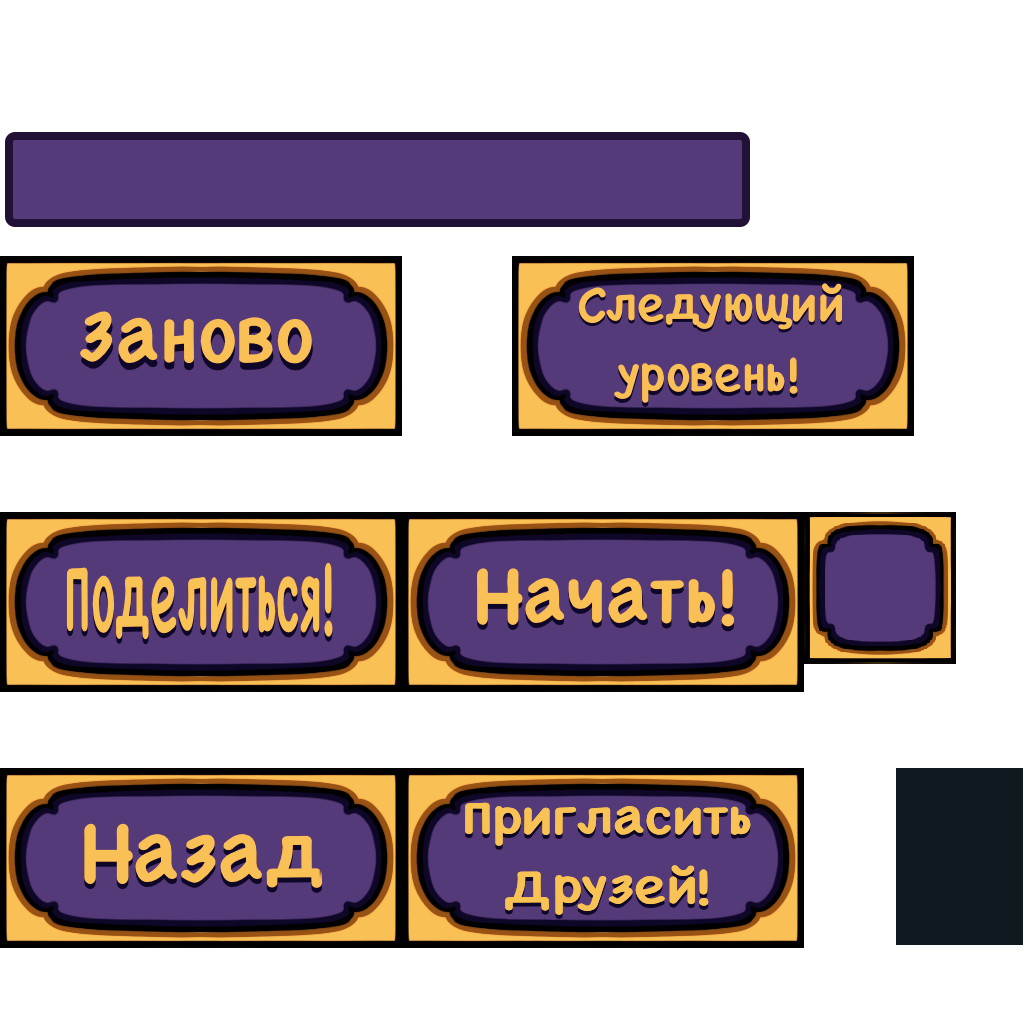 Заново
Следующий
уровень!
Поделиться!
Начать!
Назад
Пригласить
Друзей!